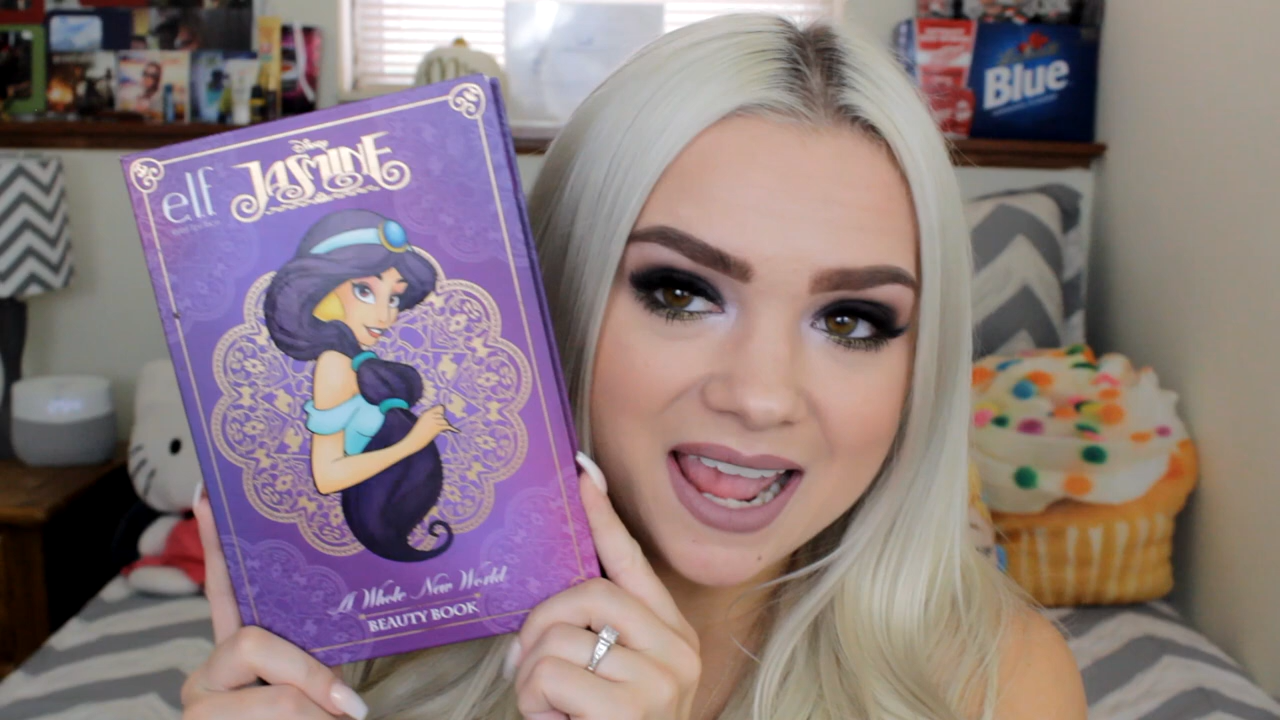 Disney
elf
JASMINE
A Whole New World
BEAUTY BOOK
Blue